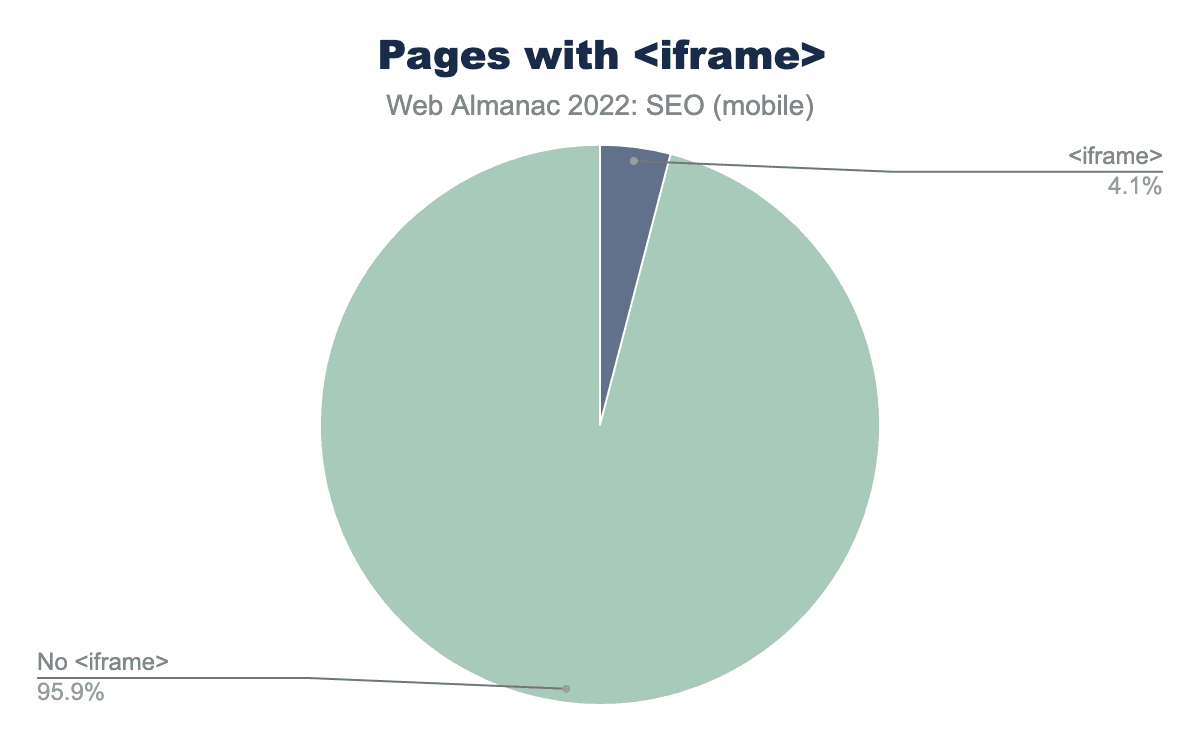 Pages with <iframe>
Web Almanac 2022: SEO (mobile)
<iframe>
4.1%
No <iframe>
95.9%